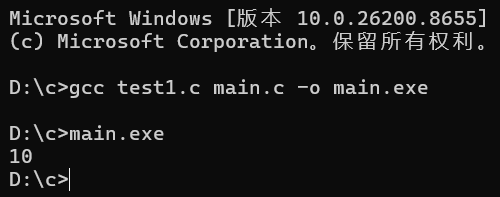 Microsoft Windows [版本 10.0.26200.8655]
(c) Microsoft Corporation。保留所有权利。
D:\c>gcc test1.c main.c -o main.exe
D:\c>main.exe
10
D:\c>